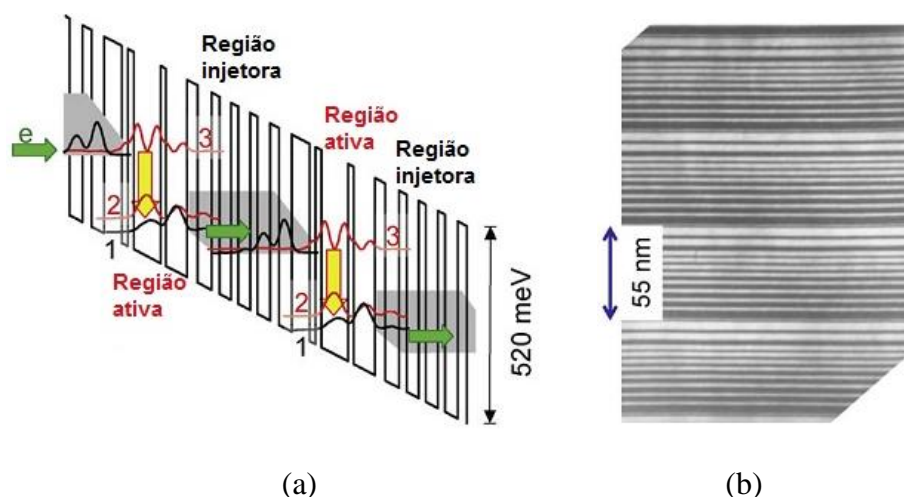 Região
injetora
Região
ativa
Região
injetora
e
3
2
1
Região
ativa
3
2
1
520 meV
55 nm
(a)
(b)